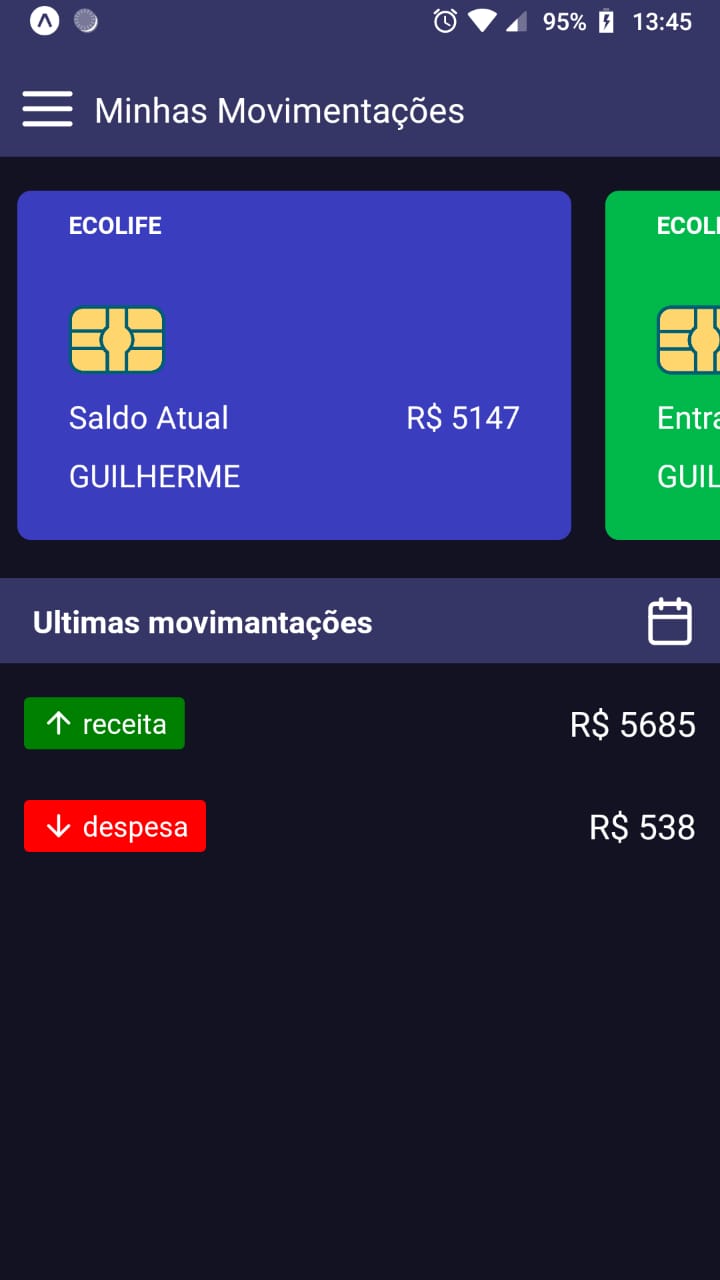 95% 13:45
Minhas Movimentações
ECOLIFE
Saldo Atual R$ 5147
GUILHERME
ECOLI
Entra
GUIL
Ultimas movimantações
receita R$ 5685
despesa R$ 538